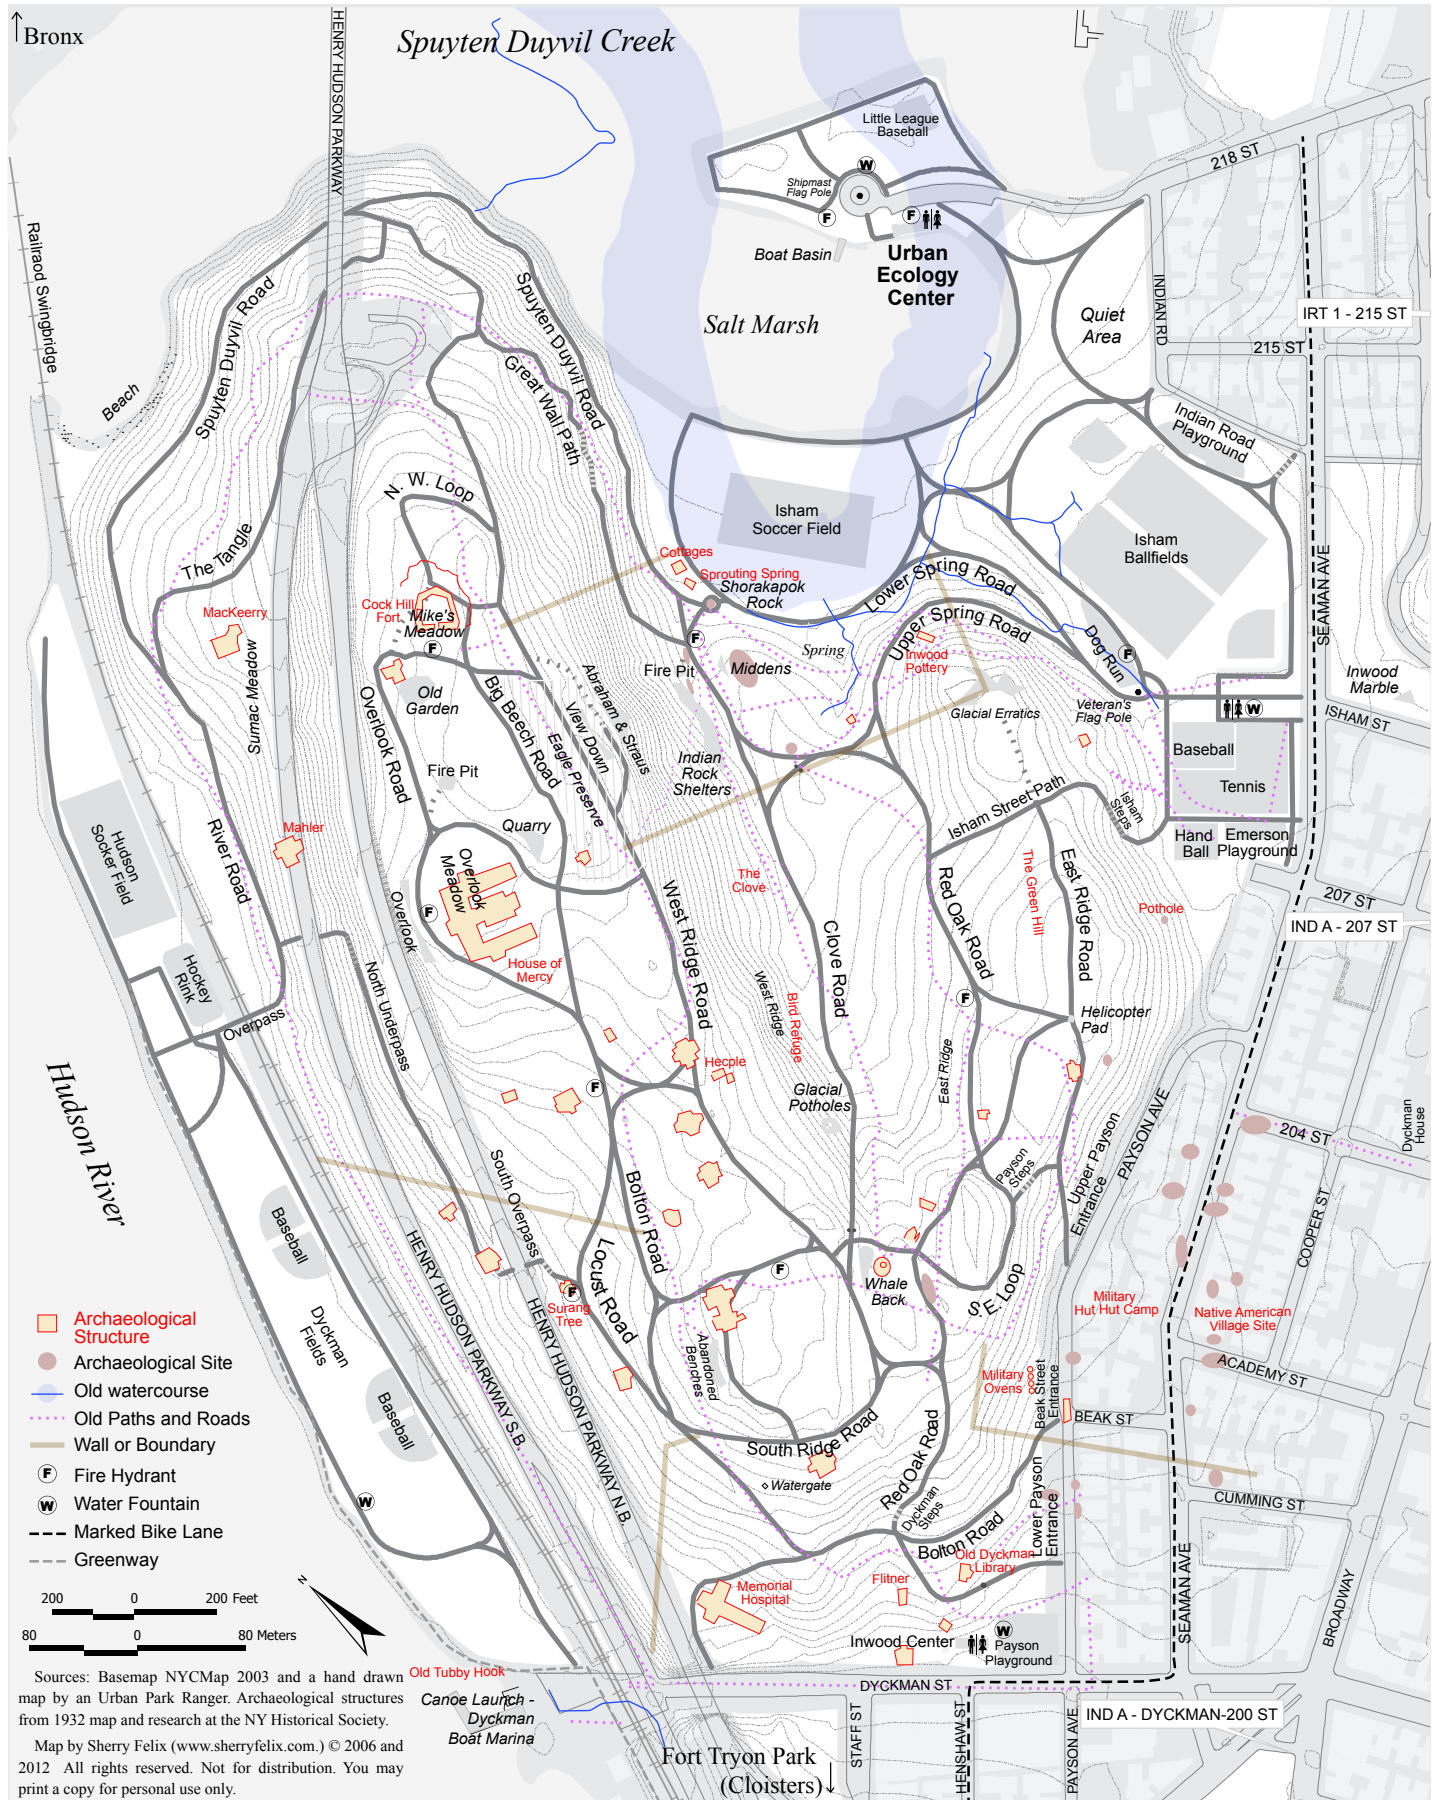 Bronx
Spuyten Duyvil Creek
HENRY HUDSON PARKWAY
Little League
Baseball
W
Shipmast
Flag Pole
F
F
218 ST
Boat Basin
Urban
Ecology
Center
Railraod Swingbridge
Spuyten Duyvil Road
Spuyten Duyvil Road
Salt Marsh
Quiet
Area
INDIAN RD
IRT 1 - 215 ST
215 ST
Beach
Great Wall Path
Indian Road
Playground
N. W. Loop
Isham
Soccer Field
Isham
Ballfields
The Tangle
Cottages
Sprouting Spring
Shorakapok
Rock
Lower Spring Road
SEAMAN AVE
MacKeerry
Cock Hill
Fort
Mike's
Meadow
F
Upper Spring Road
Dog Run
F
F
Spring
Inwood
Pottery
Fire Pit
Middens
Inwood
Marble
Sumac Meadow
Overlook Road
Old
Garden
Big Beech Road
Abraham & Straus
View Down
Eagle Preserve
Glacial Erratics
Veteran's
Flag Pole
W
ISHAM ST
Baseball
Indian
Rock
Shelters
Fire Pit
Tennis
Isham Street Path
Isham
Steps
Hudson
Socker Field
River Road
Mahler
Quarry
Hand
Ball
Emerson
Playground
Overlook
Meadow
The
Clove
Red Oak Road
The Green Hill
East Ridge Road
207 ST
Overlook
F
West Ridge Road
Clove Road
Pothole
IND A - 207 ST
House of
Mercy
Hockey
Rink
North Underpass
West Ridge
Bird Refuge
F
Helicopter
Pad
Overpass
Hecple
East Ridge
Hudson River
F
Glacial
Potholes
Upper Payson
Entrance
PAYSON AVE
204 ST
Dyckman
House
South Overpass
Bolton Road
Payson
Steps
Baseball
COOPER ST
HENRY HUDSON PARKWAY S.B.
Locust Road
F
Whale
Back
S.E. Loop
Military
Hut Hut Camp
Native American
Village Site
F
Surang
Tree
HENRY HUDSON PARKWAY N.B.
Dyckman
Fields
Abandoned
Benches
Military
Ovens
Beak Street
Entrance
ACADEMY ST
Archaeological
Structure
Archaeological Site
Old watercourse
Old Paths and Roads
Wall or Boundary
F Fire Hydrant
W Water Fountain
Marked Bike Lane
Greenway
Baseball
BEAK ST
South Ridge Road
Red Oak Road
Watergate
W
Dyckman
Steps
Lower Payson
Entrance
CUMMING ST
Bolton Road
Old Dyckman
Library
SEAMAN AVE
BROADWAY
Memorial
Hospital
Flitner
N
200 0 200 Feet
80 0 80 Meters
W
Inwood Center
Payson
Playground
Old Tubby Hook
Canoe Launch -
Dyckman
Boat Marina
DYCKMAN ST
STAFF ST
HENSHAW ST
PAYSON AVE
IND A - DYCKMAN-200 ST
Fort Tryon Park
(Cloisters)
Sources: Basemap NYCMap 2003 and a hand drawn
map by an Urban Park Ranger. Archaeological structures
from 1932 map and research at the NY Historical Society.
Map by Sherry Felix (www.sherryfelix.com.) © 2006 and
2012 All rights reserved. Not for distribution. You may
print a copy for personal use only.